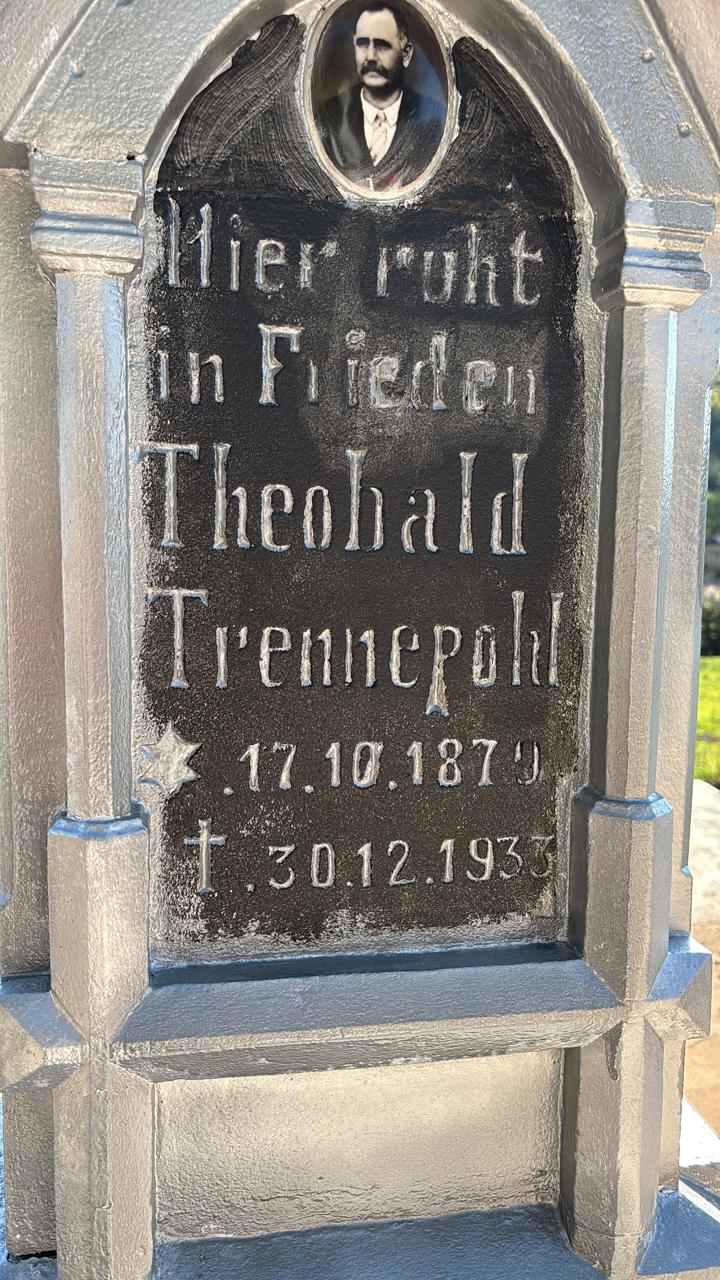 Hier ruht
in Frieden
Theobald
Trennepohl
.17.10.1879
.30.12.1933